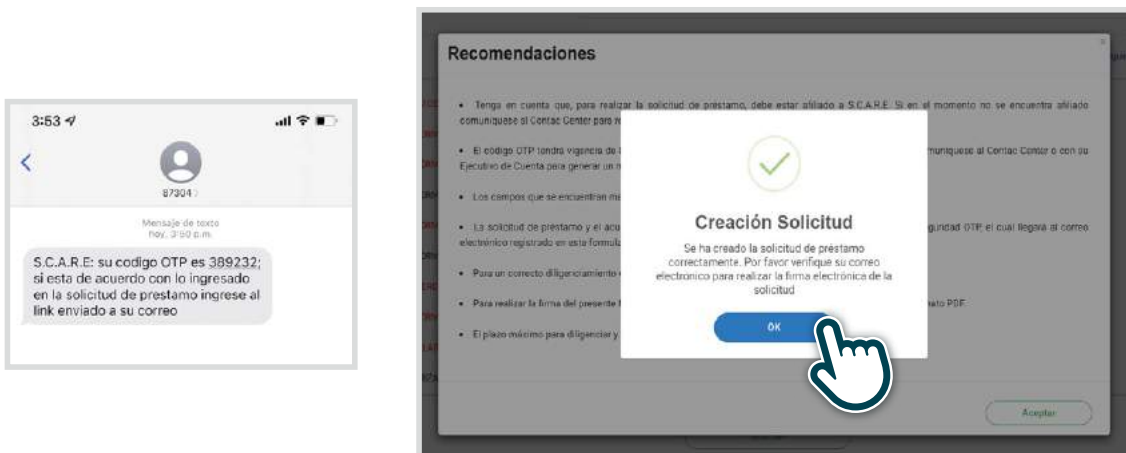 3:53
87304
Mensaje de texto
hoy, 3:50 p.m.
S.C.A.R.E: su codigo OTP es 389232;
si esta de acuerdo con lo ingresado
en la solicitud de prestamo ingrese al
link enviado a su correo
Recomendaciones
• Tenga en cuenta que, para realizar la solicitud de préstamo, debe estar afiliado a S.C.A.R.E. Si en el momento no se encuentra afiliado
comuníquese al Contac Center para
• El código OTP tendrá vigencia de comuníquese al Contac Center o con su
Ejecutivo de Cuenta para generar un
• Los campos que se encuentran
• La solicitud de préstamo y el OTP, el cual llegará al correo
electrónico registrado en este
• Para un correcto diligenciamiento
• Para realizar la firma del presente PDF.
• El plazo máximo para diligenciar y
Creación Solicitud
Se ha creado la solicitud de préstamo
correctamente. Por favor verifique su correo
electrónico para realizar la firma electrónica de la
solicitud
OK
Aceptar